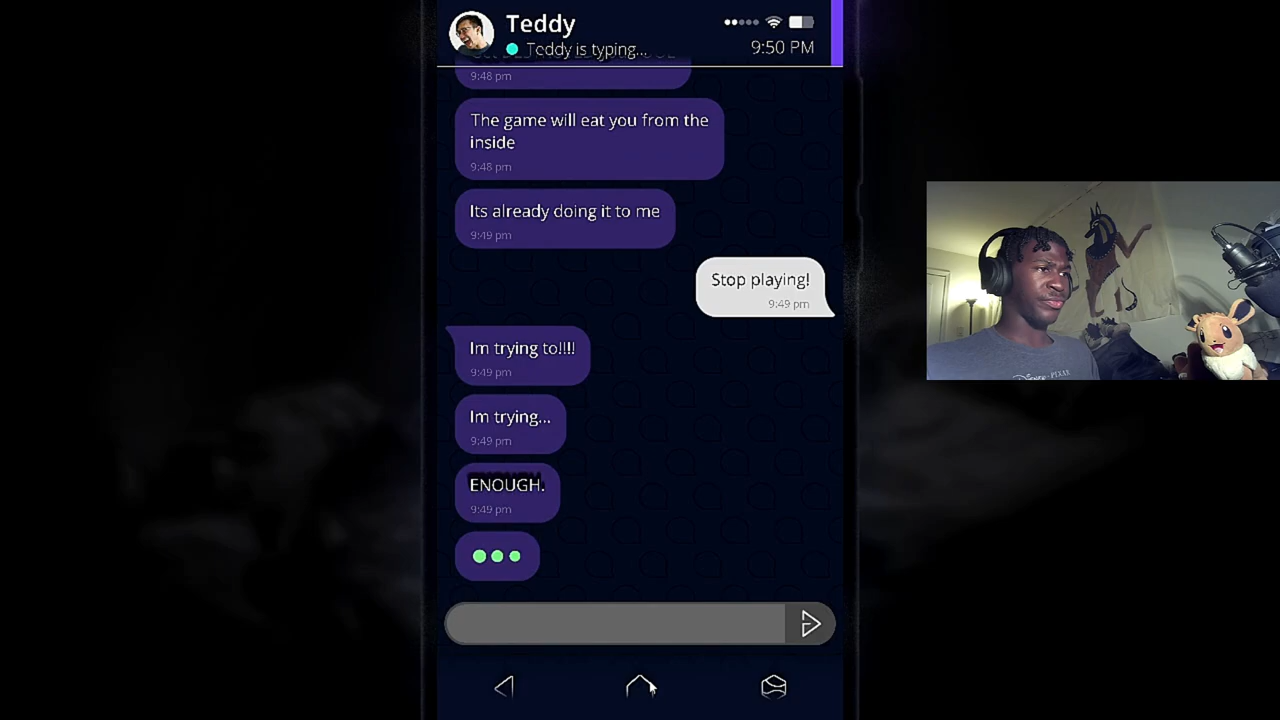 Teddy
Teddy is typing...
9:50 PM
9:48 pm
The game will eat you from the
inside
9:48 pm
Its already doing it to me
9:49 pm
Stop playing!
9:49 pm
Im trying to!!!!
9:49 pm
Im trying...
9:49 pm
ENOUGH.
9:49 pm
Disney PIXAR